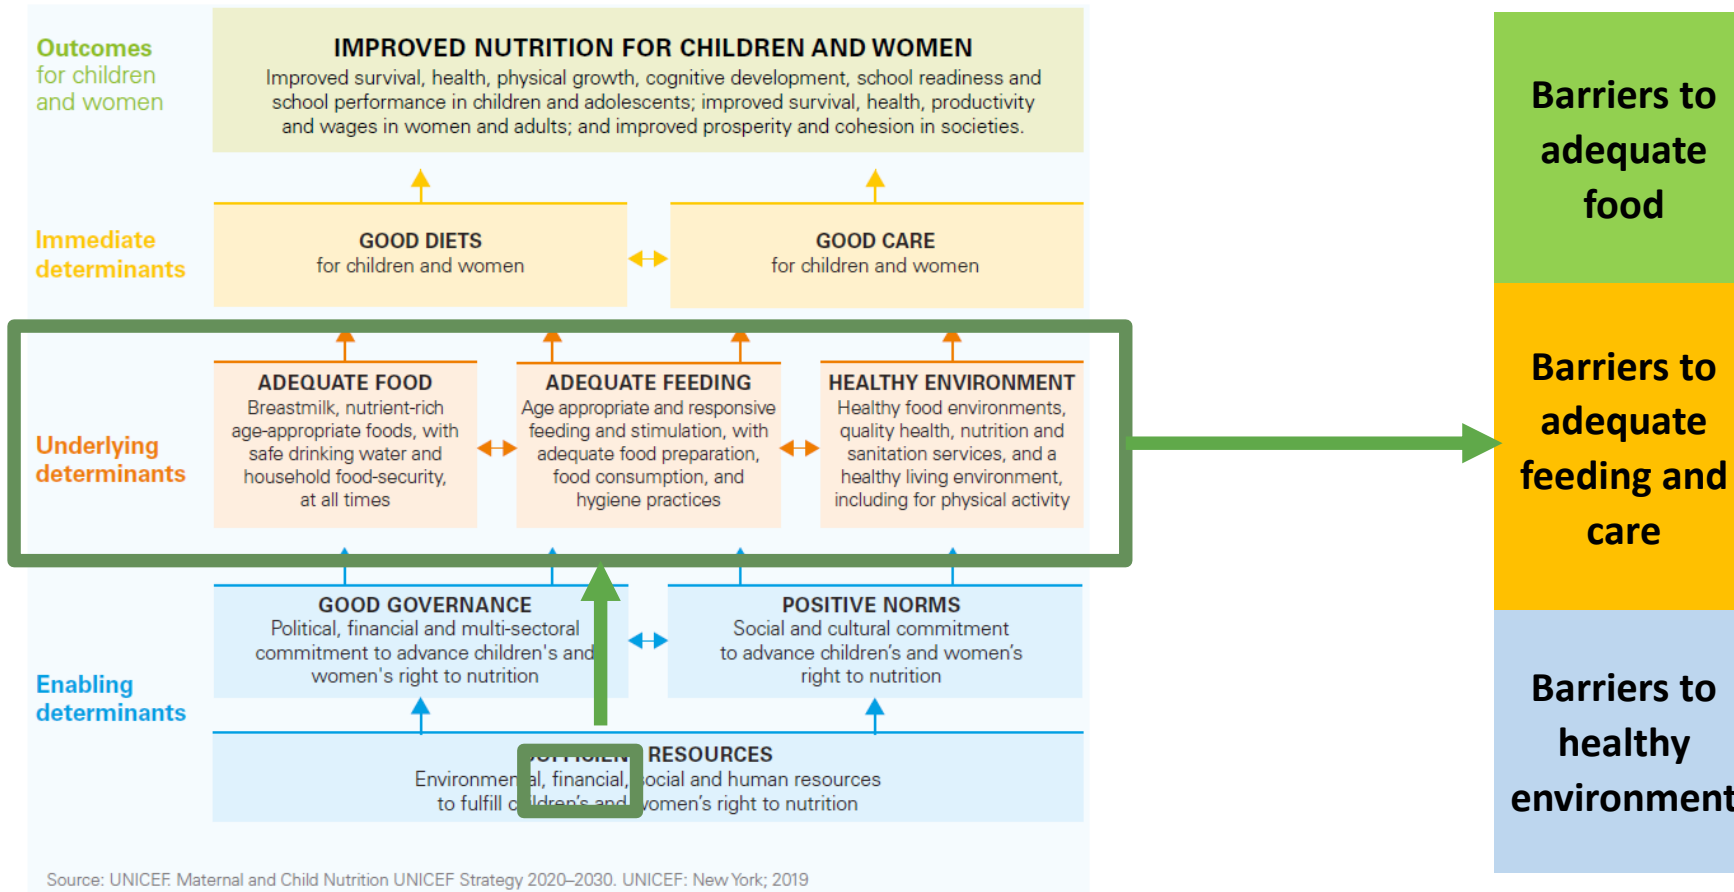 Outcomes
for children
and women
IMPROVED NUTRITION FOR CHILDREN AND WOMEN
Improved survival, health, physical growth, cognitive development, school readiness and
school performance in children and adolescents; improved survival, health, productivity
and wages in women and adults; and improved prosperity and cohesion in societies.
Immediate
determinants
GOOD DIETS
for children and women
GOOD CARE
for children and women
Underlying
determinants
ADEQUATE FOOD
Breastmilk, nutrient-rich
age-appropriate foods, with
safe drinking water and
household food-security,
at all times
ADEQUATE FEEDING
Age appropriate and responsive
feeding and stimulation, with
adequate food preparation,
food consumption, and
hygiene practices
HEALTHY ENVIRONMENT
Healthy food environments,
quality health, nutrition and
sanitation services, and a
healthy living environment,
including for physical activity
Enabling
determinants
GOOD GOVERNANCE
Political, financial and multi-sectoral
commitment to advance children's and
women's right to nutrition
POSITIVE NORMS
Social and cultural commitment
to advance children’s and women’s
right to nutrition
SUFFICIENT RESOURCES
Environmental, financial, social and human resources
to fulfill children’s and women’s right to nutrition
Source: UNICEF. Maternal and Child Nutrition UNICEF Strategy 2020–2030. UNICEF: New York; 2019
Barriers to
adequate
food
Barriers to
adequate
feeding and
care
Barriers to
healthy
environment